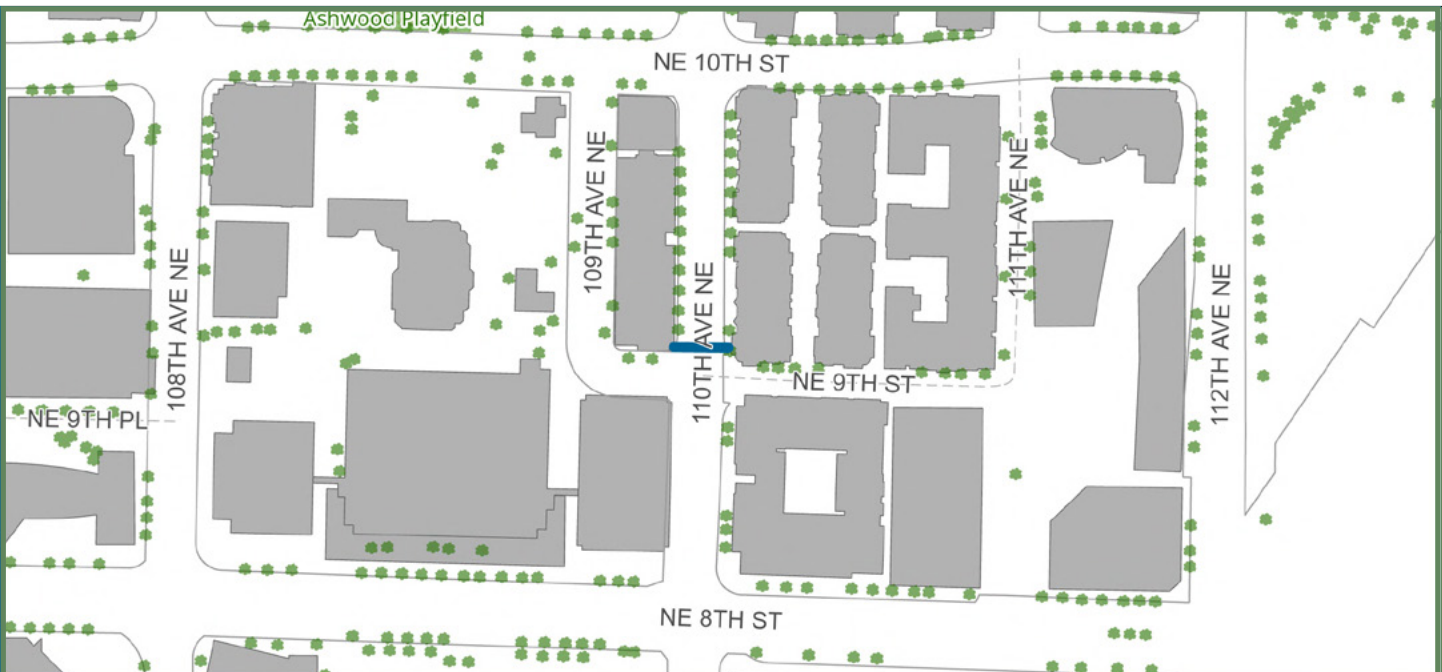 Ashwood Playfield
NE 10TH ST
109TH AVE NE
111TH AVE NE
108TH AVE NE
110TH AVE NE
112TH AVE NE
NE 9TH ST
NE 9TH PL
NE 8TH ST